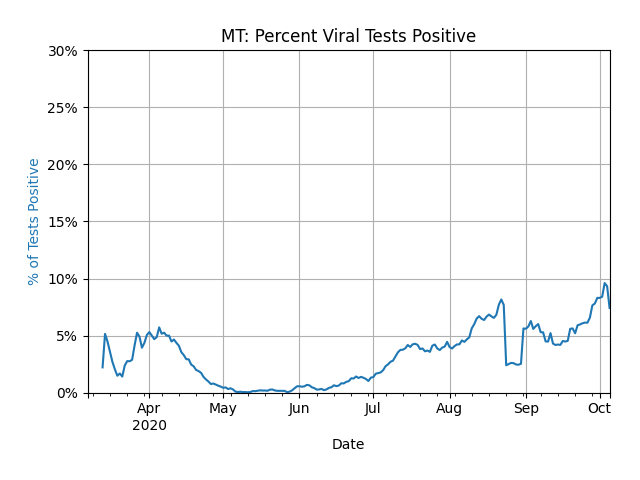 MT: Percent Viral Tests Positive
30%
25%
20%
15%
10%
5%
0%
% of Tests Positive
Apr May Jun Jul Aug Sep Oct
2020
Date